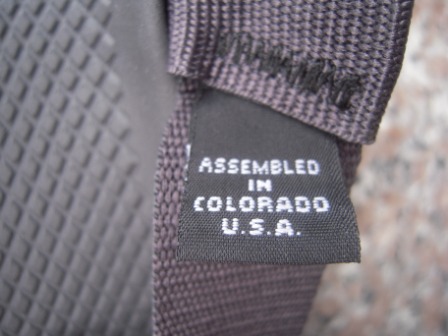 ASSEMBLED
IN
COLORADO
U.S.A.